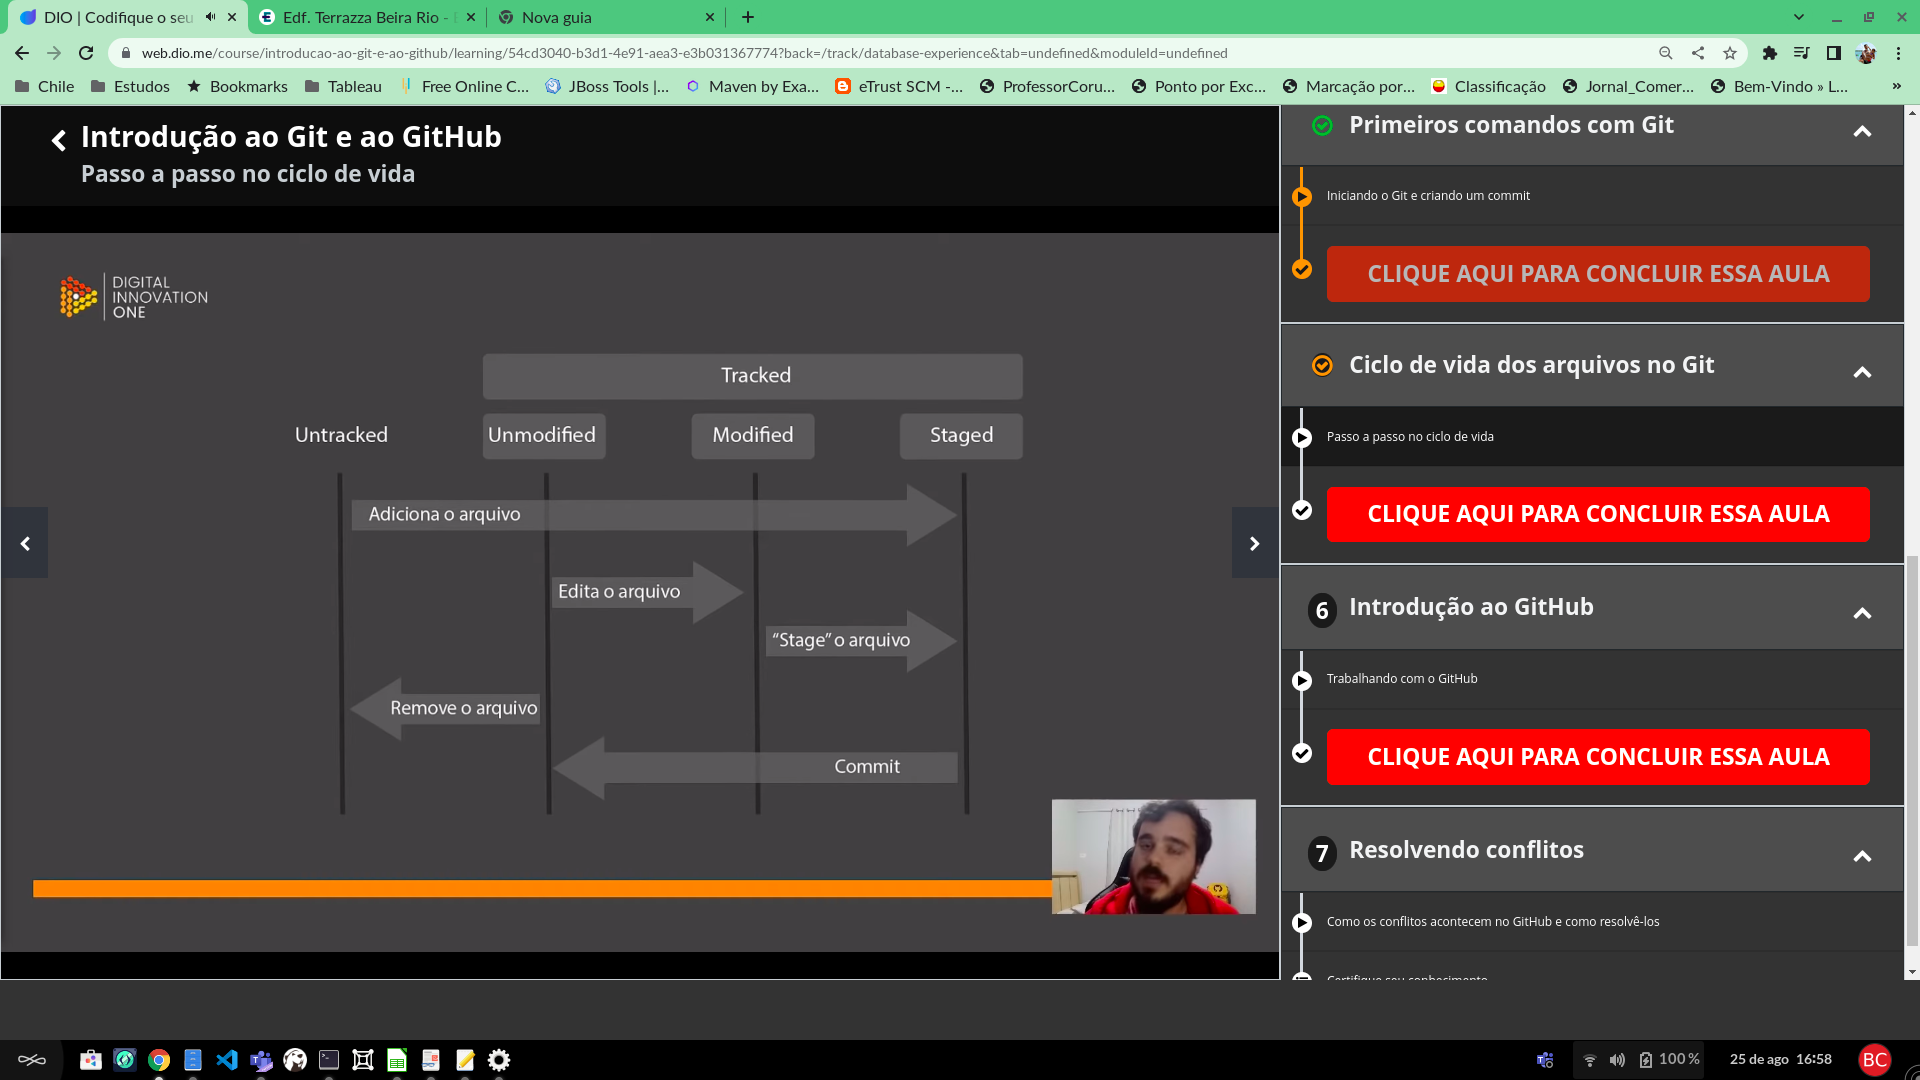 DIO | Codifique o seu
Edf. Terrazza Beira Rio -
Nova guia
web.dio.me/course/introducao-ao-git-e-ao-github/learning/54cd3040-b3d1-4e91-aea3-e3b031367774?back=/track/database-experience&tab=undefined&moduleId=undefined
Chile
Estudos
Bookmarks
Tableau
Free Online C...
JBoss Tools |...
Maven by Exa...
eTrust SCM -...
ProfessorCoru...
Ponto por Exc...
Marcação por...
Classificação
Jornal_Comer...
Bem-Vindo » L...
»
Introdução ao Git e ao GitHub
Passo a passo no ciclo de vida
DIGITAL
INNOVATION
ONE
Tracked
Untracked
Unmodified
Modified
Staged
Adiciona o arquivo
Edita o arquivo
“Stage” o arquivo
Remove o arquivo
Commit
Primeiros comandos com Git
Iniciando o Git e criando um commit
CLIQUE AQUI PARA CONCLUIR ESSA AULA
Ciclo de vida dos arquivos no Git
Passo a passo no ciclo de vida
CLIQUE AQUI PARA CONCLUIR ESSA AULA
6
Introdução ao GitHub
Trabalhando com o GitHub
CLIQUE AQUI PARA CONCLUIR ESSA AULA
7
Resolvendo conflitos
Como os conflitos acontecem no GitHub e como resolvê-los
Certifique seu conhecimento
100 %
25 de ago 16:58
BC